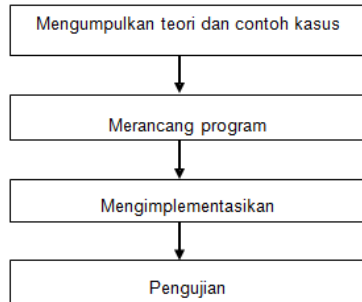 Mengumpulkan teori dan contoh kasus
Merancang program
Mengimplementasikan
Pengujian